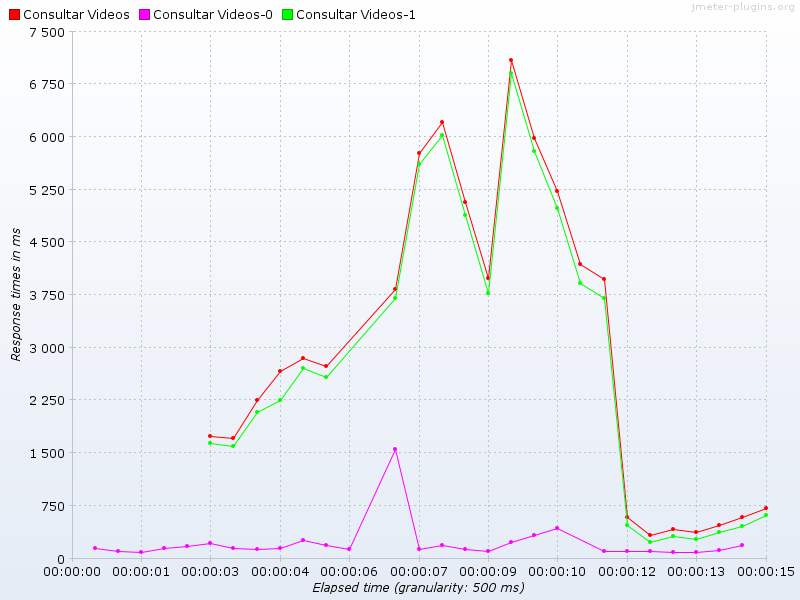 jmeter-plugins.org
Consultar Videos Consultar Videos-0 Consultar Videos-1
7 500
6 750
6 000
5 250
4 500
3 750
3 000
2 250
1 500
750
0
Response times in ms
00:00:00 00:00:01 00:00:03 00:00:04 00:00:06 00:00:07 00:00:09 00:00:10 00:00:12 00:00:13 00:00:15
Elapsed time (granularity: 500 ms)